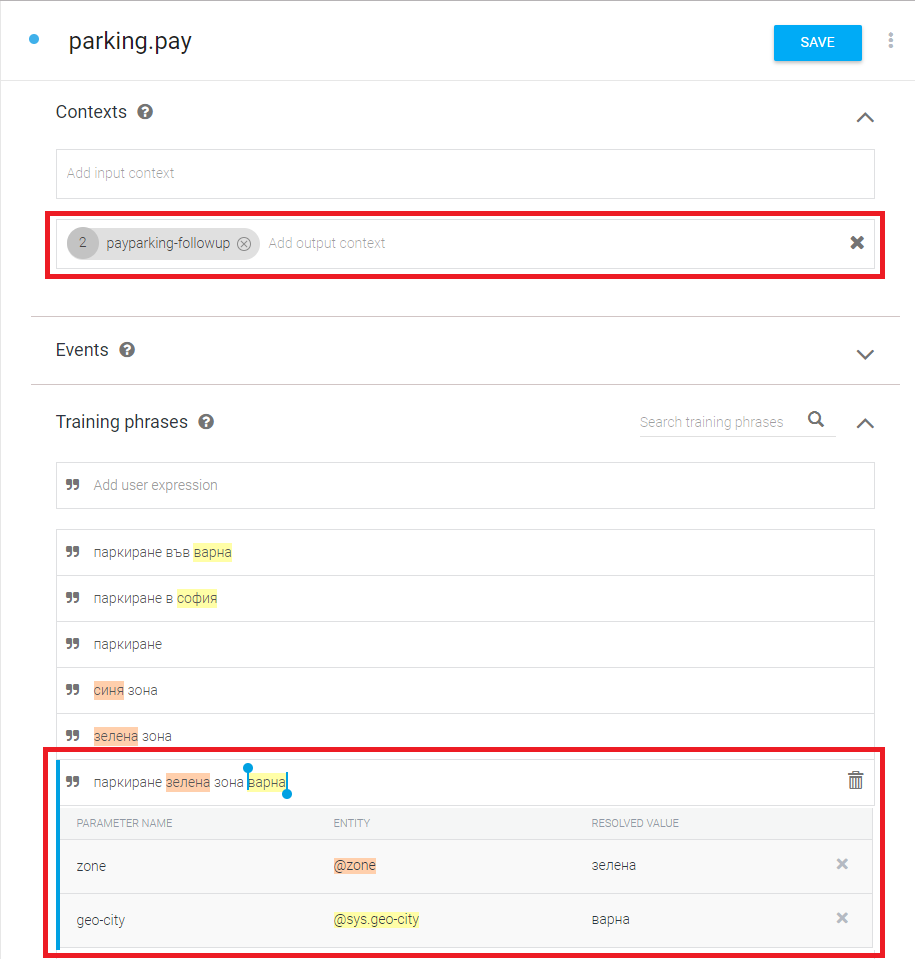 parking.pay
SAVE
Contexts
Add input context
2 payparking-followup Add output context
Events
Training phrases Search training phrases
Add user expression
паркиране във варна
паркиране в софия
паркиране
синя зона
зелена зона
паркиране зелена зона варна
PARAMETER NAME ENTITY RESOLVED VALUE
zone @zone зелена
geo-city @sys.geo-city варна